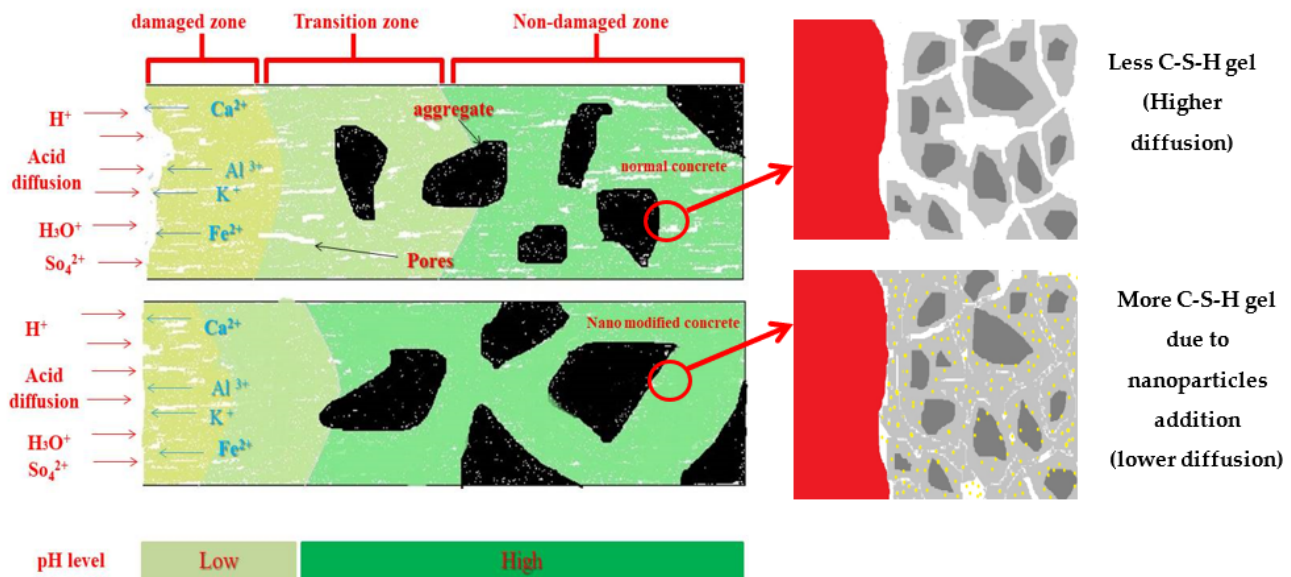 damaged zone
Transition zone
Non-damaged zone
H⁺
Acid
diffusion
H₃O⁺
So₄²⁺
Ca²⁺
Al ³⁺
K⁺
Fe²⁺
aggregate
normal concrete
Pores
Less C-S-H gel
(Higher
diffusion)
H⁺
Acid
diffusion
H₃O⁺
So₄²⁺
Ca²⁺
Al ³⁺
K⁺
Fe²⁺
Nano modified concrete
More C-S-H gel
due to
nanoparticles
addition
(lower diffusion)
pH level
Low
High